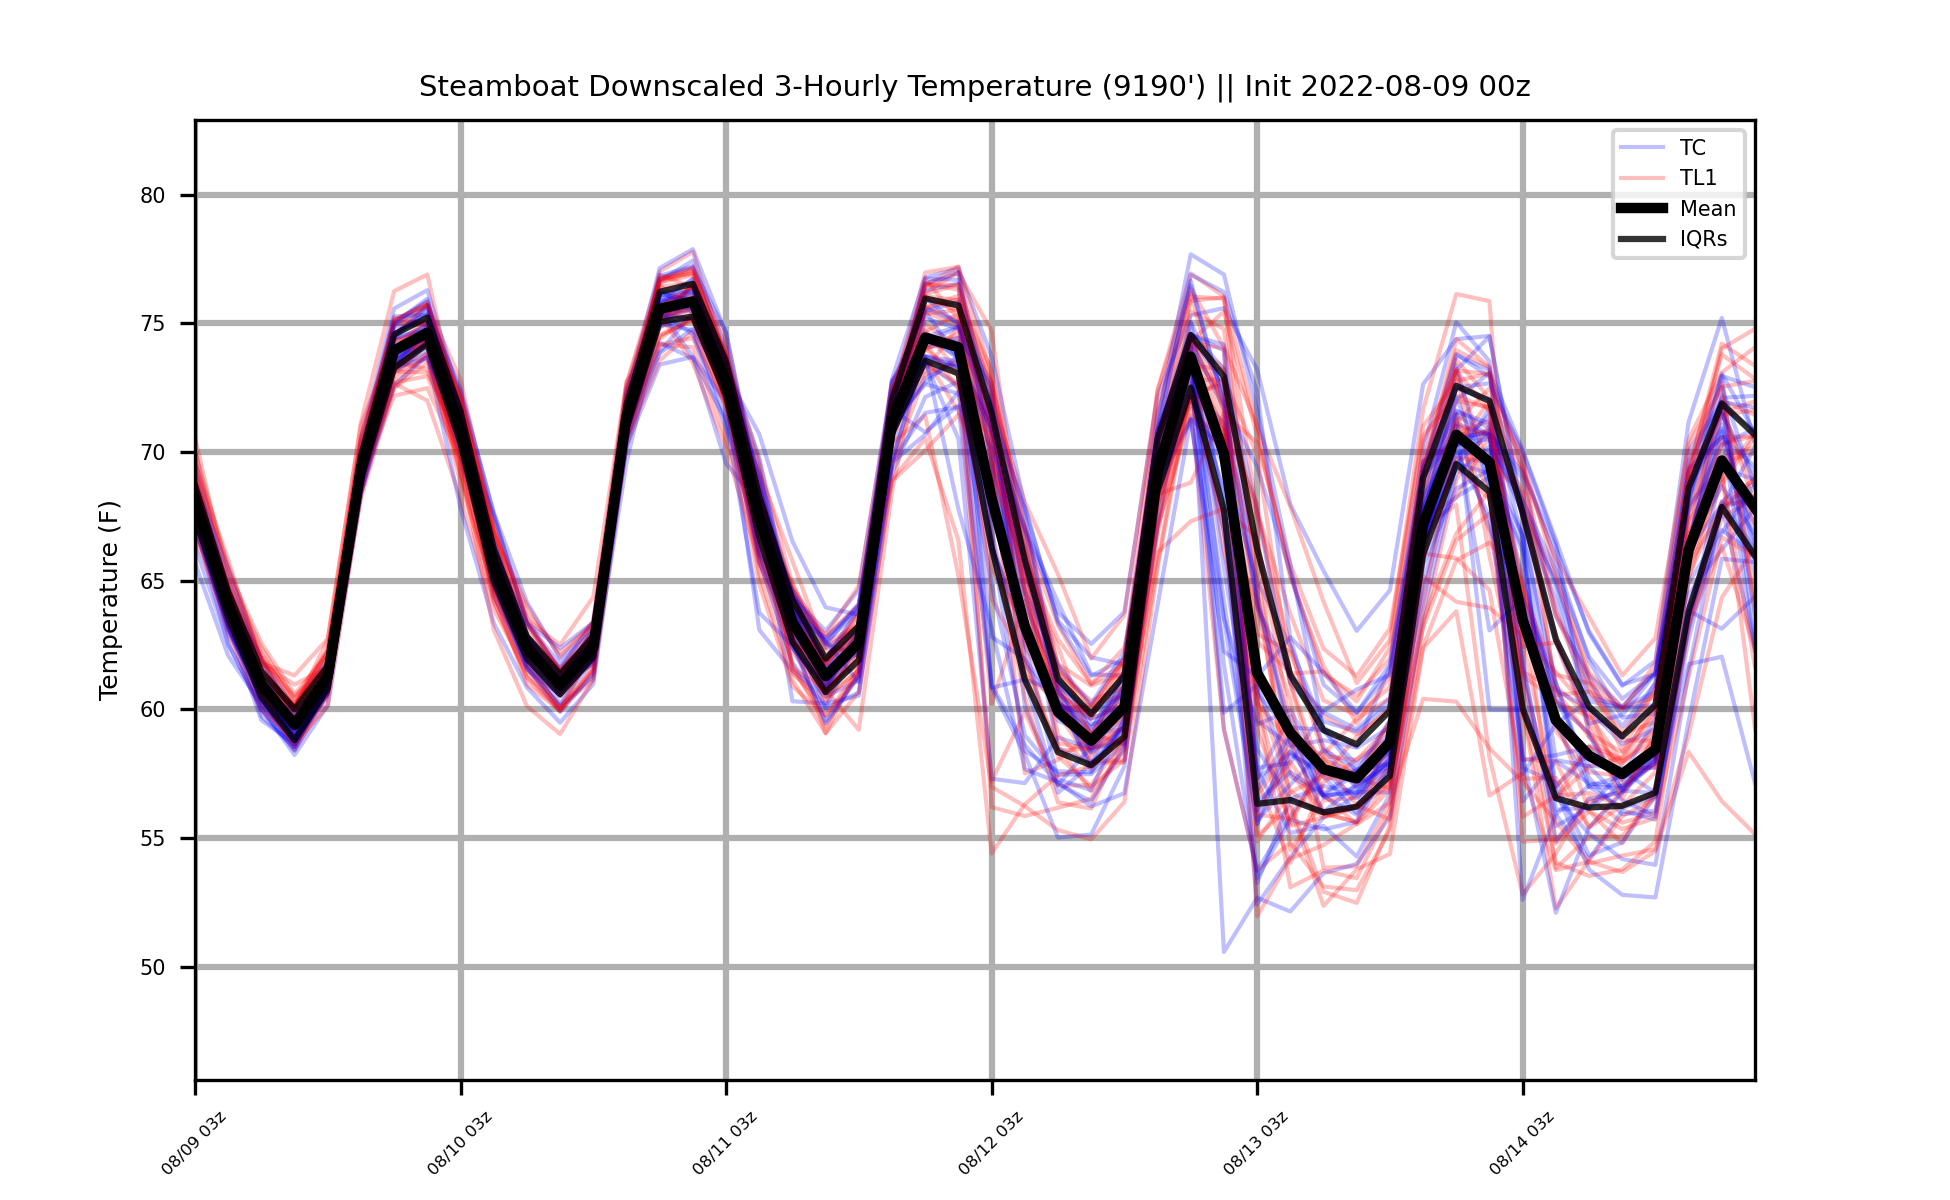 Steamboat Downscaled 3-Hourly Temperature (9190') || Init 2022-08-09 00z
TC
TL1
Mean
IQRs
Temperature (F)
80
75
70
65
60
55
50
08/09 03z
08/10 03z
08/11 03z
08/12 03z
08/13 03z
08/14 03z